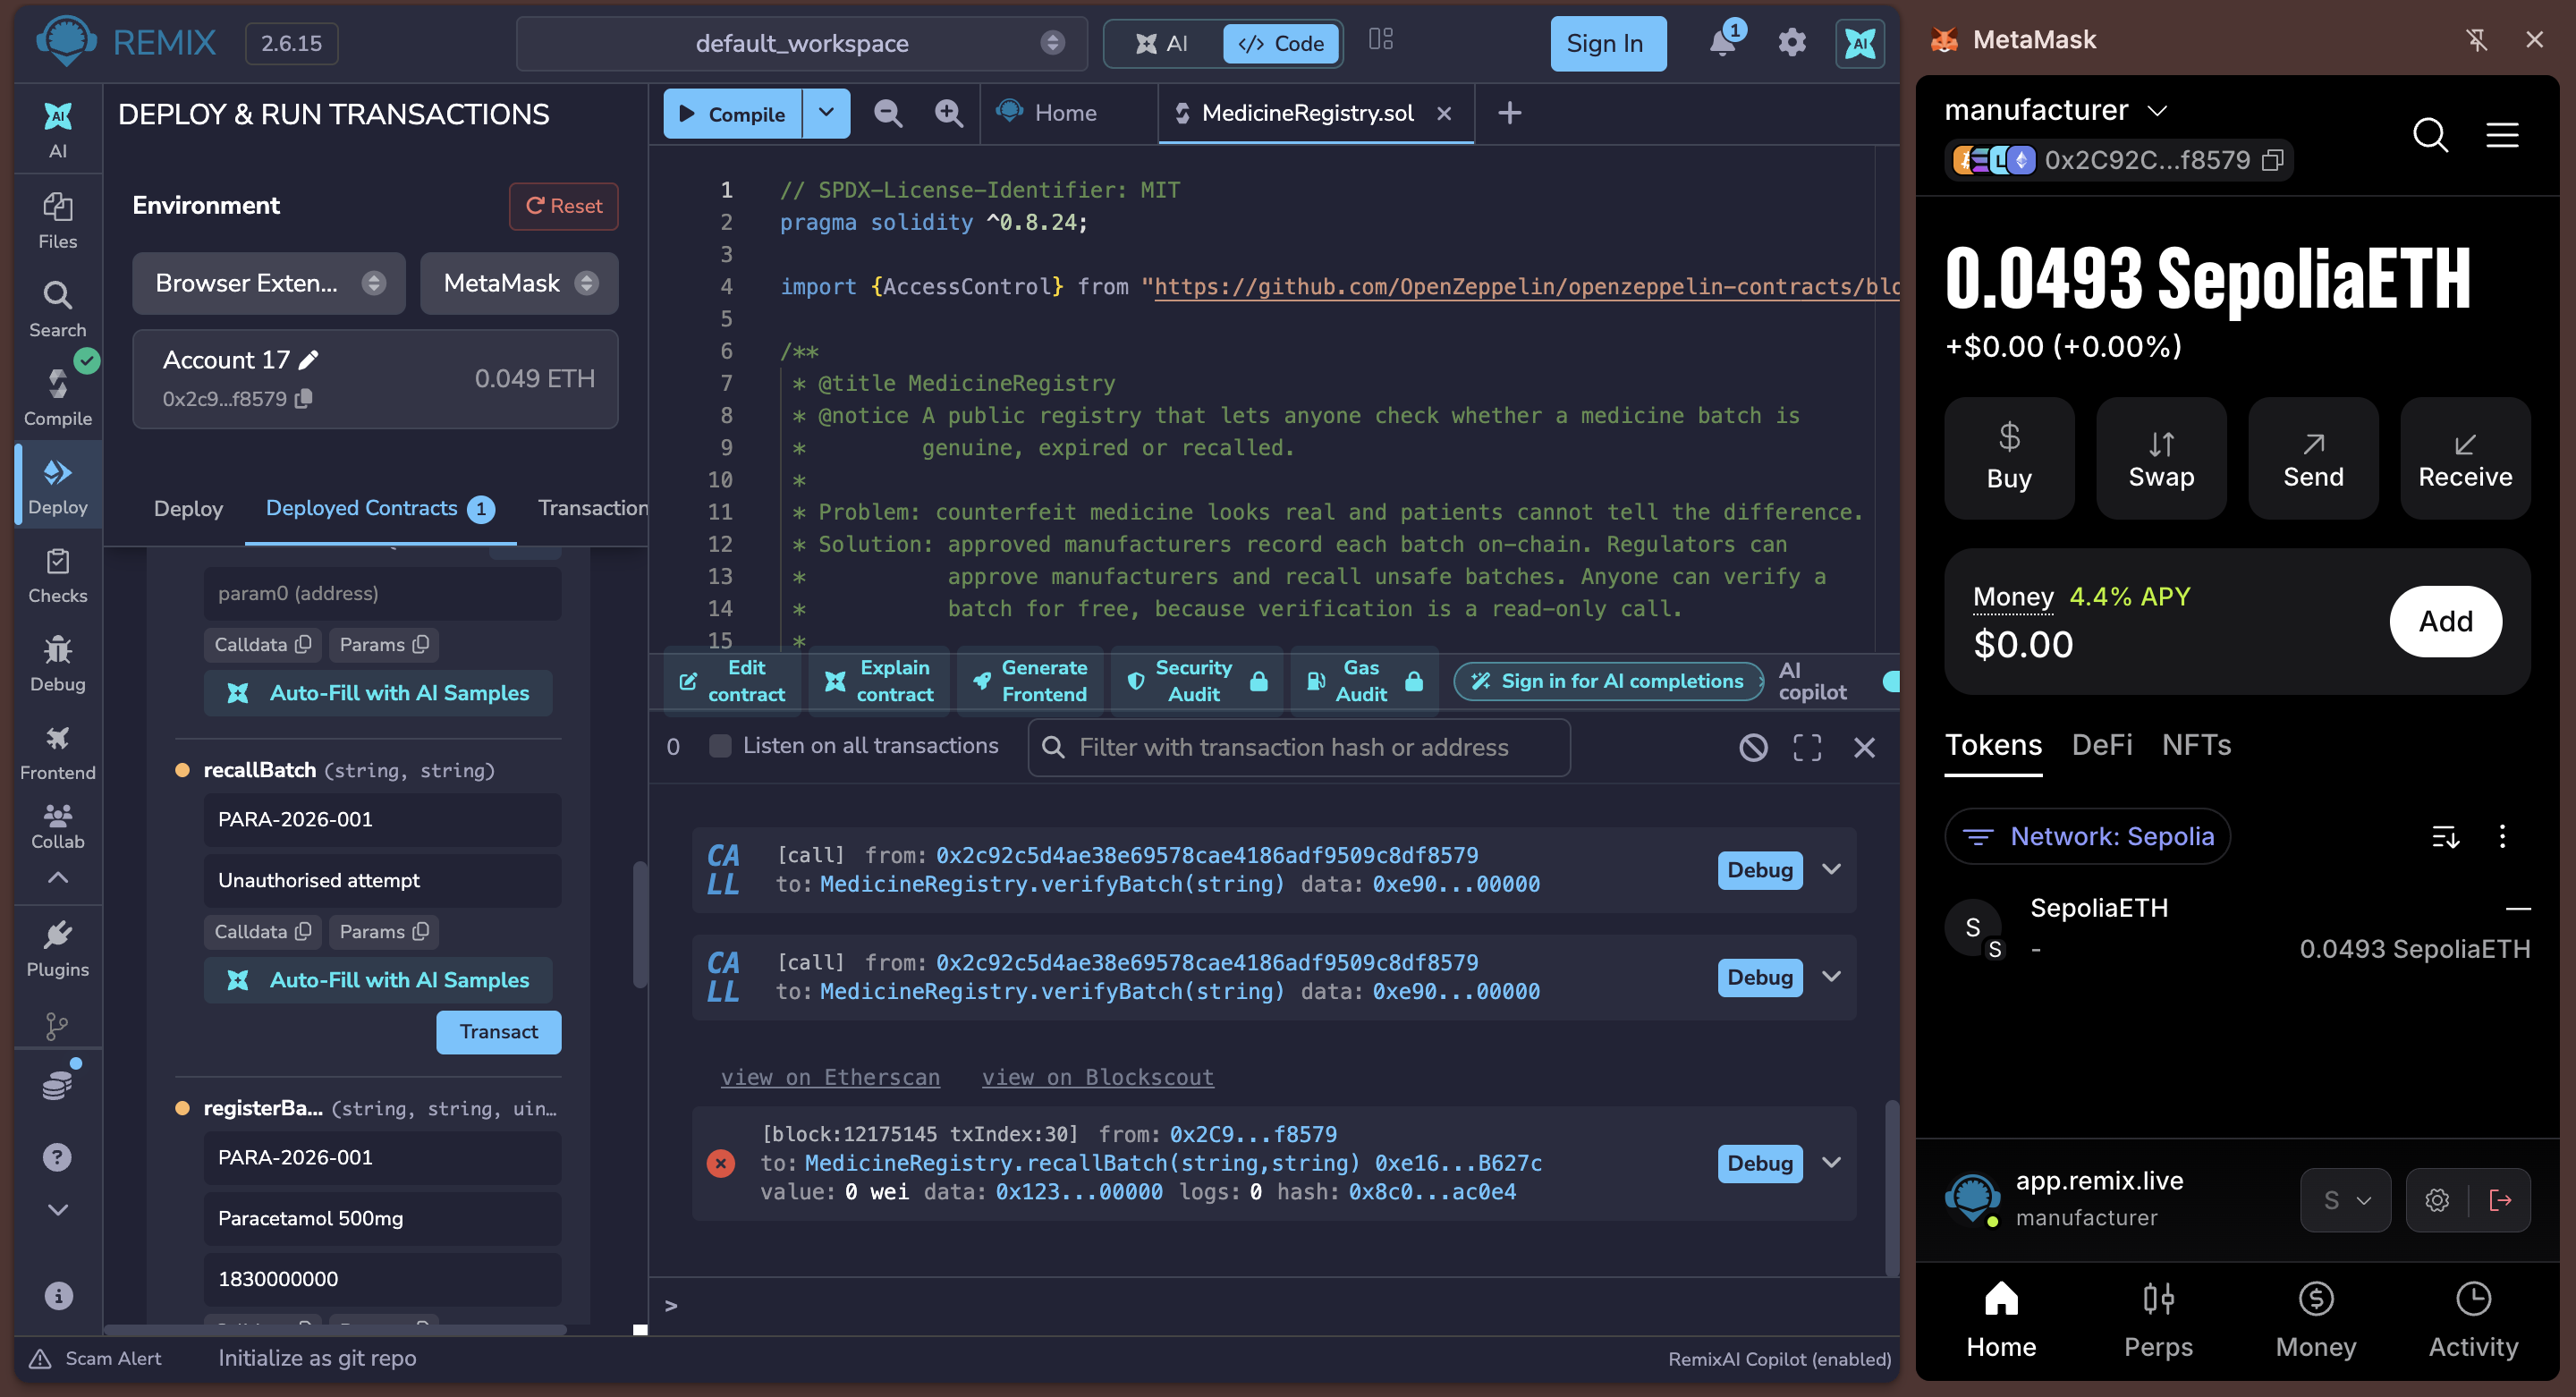 REMIX
2.6.15
default_workspace
AI
Code
Sign In
1
AI
MetaMask
AI
AI
Files
Search
Compile
Deploy
Checks
Debug
Frontend
Collab
Plugins
DEPLOY & RUN TRANSACTIONS
Environment
Reset
Browser Exten...
MetaMask
Account 17
0x2c9...f8579
0.049 ETH
Deploy
Deployed Contracts 1
Transaction
param0 (address)
Calldata
Params
Auto-Fill with AI Samples
recallBatch (string, string)
PARA-2026-001
Unauthorised attempt
Calldata
Params
Auto-Fill with AI Samples
Transact
registerBa... (string, string, uin...
PARA-2026-001
Paracetamol 500mg
1830000000
Compile
Home
MedicineRegistry.sol
1 // SPDX-License-Identifier: MIT
2 pragma solidity ^0.8.24;
3
4 import {AccessControl} from "https://github.com/OpenZeppelin/openzeppelin-contracts/blo
5
6 /**
7 * @title MedicineRegistry
8 * @notice A public registry that lets anyone check whether a medicine batch is
9 * genuine, expired or recalled.
10 *
11 * Problem: counterfeit medicine looks real and patients cannot tell the difference.
12 * Solution: approved manufacturers record each batch on-chain. Regulators can
13 * approve manufacturers and recall unsafe batches. Anyone can verify a
14 * batch for free, because verification is a read-only call.
15 *
Edit contract
Explain contract
Generate Frontend
Security Audit
Gas Audit
Sign in for AI completions
AI copilot
0
Listen on all transactions
Filter with transaction hash or address
CALL
[call] from: 0x2c92c5d4ae38e69578cae4186adf9509c8df8579
to: MedicineRegistry.verifyBatch(string) data: 0xe90...00000
Debug
CALL
[call] from: 0x2c92c5d4ae38e69578cae4186adf9509c8df8579
to: MedicineRegistry.verifyBatch(string) data: 0xe90...00000
Debug
view on Etherscan view on Blockscout
[block:12175145 txIndex:30] from: 0x2C9...f8579
to: MedicineRegistry.recallBatch(string,string) 0xe16...B627c
value: 0 wei data: 0x123...00000 logs: 0 hash: 0x8c0...ac0e4
Debug
>
Scam Alert
Initialize as git repo
RemixAI Copilot (enabled)
manufacturer
0x2C92C...f8579
0.0493 SepoliaETH
+$0.00 (+0.00%)
Buy
Swap
Send
Receive
Money 4.4% APY
$0.00
Add
Tokens
DeFi
NFTs
Network: Sepolia
S
S
SepoliaETH
—
-
0.0493 SepoliaETH
app.remix.live
manufacturer
S
Home
Perps
Money
Activity